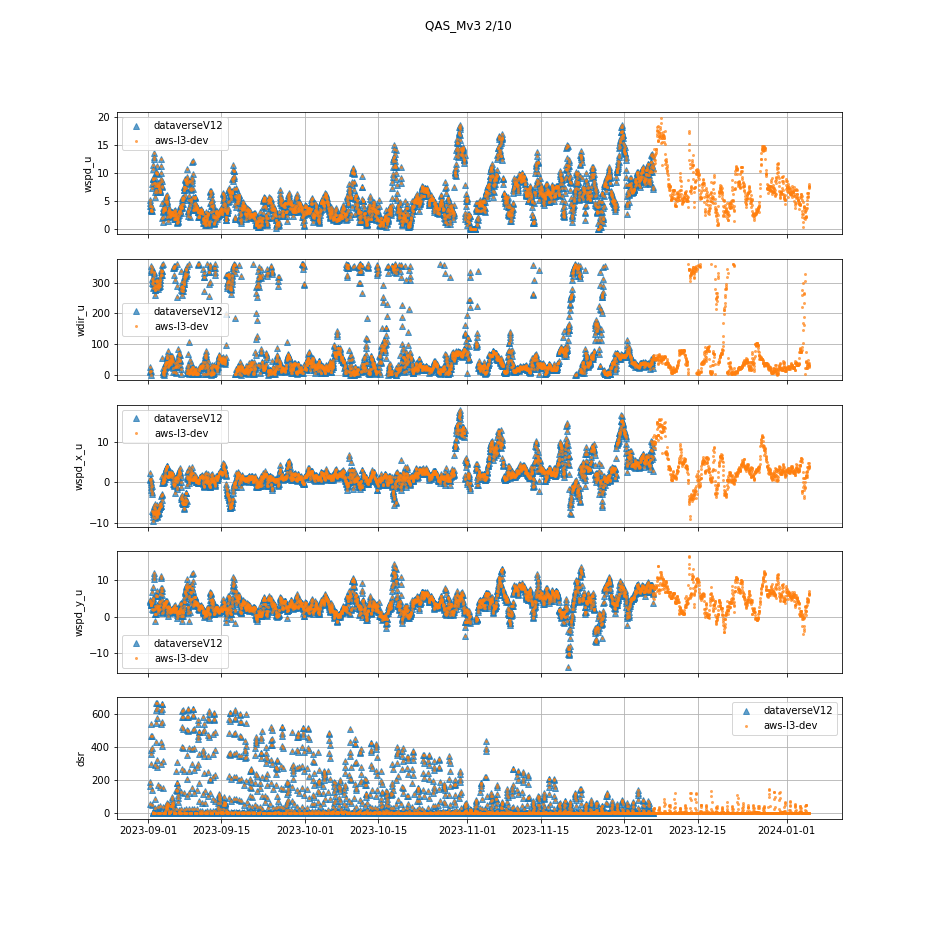 QAS_Mv3 2/10
20
15
10
5
0
wspd_u
dataverseV12
aws-l3-dev
300
200
100
0
wdir_u
dataverseV12
aws-l3-dev
10
0
−10
wspd_x_u
dataverseV12
aws-l3-dev
10
0
−10
wspd_y_u
dataverseV12
aws-l3-dev
600
400
200
0
dsr
dataverseV12
aws-l3-dev
2023-09-01 2023-09-15 2023-10-01 2023-10-15 2023-11-01 2023-11-15 2023-12-01 2023-12-15 2024-01-01